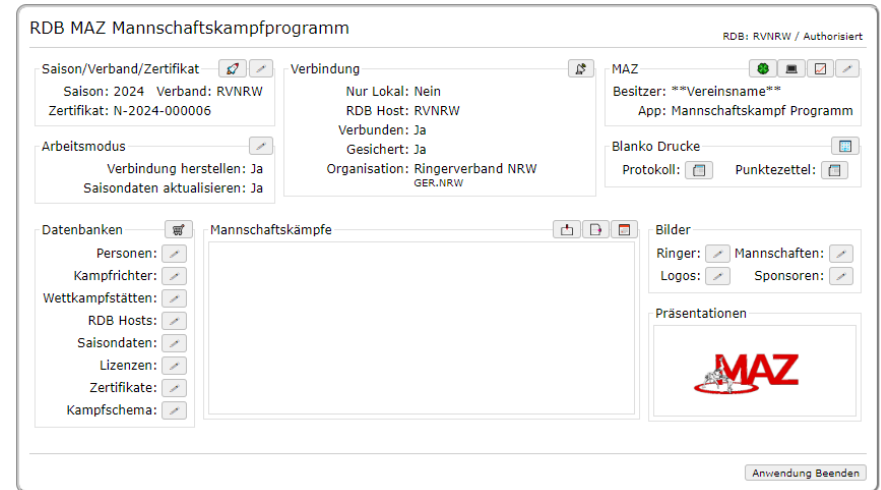 RDB MAZ Mannschaftskampfprogramm
RDB: RVNRW / Authorisiert
Saison/Verband/Zertifikat
Saison: 2024 Verband: RVNRW
Zertifikat: N-2024-000006
Arbeitsmodus
Verbindung herstellen: Ja
Saisondaten aktualisieren: Ja
Verbindung
Nur Lokal: Nein
RDB Host: RVNRW
Verbunden: Ja
Gesichert: Ja
Organisation: Ringerverband NRW
GER.NRW
MAZ
Besitzer: **Vereinsname**
App: Mannschaftskampf Programm
Blanko Drucke
Protokoll: Punktezettel:
Datenbanken
Personen:
Kampfrichter:
Wettkampfstätten:
RDB Hosts:
Saisondaten:
Lizenzen:
Zertifikate:
Kampfschema:
Mannschaftskämpfe
Bilder
Ringer: Mannschaften:
Logos: Sponsoren:
Präsentationen
MAZ
Anwendung Beenden